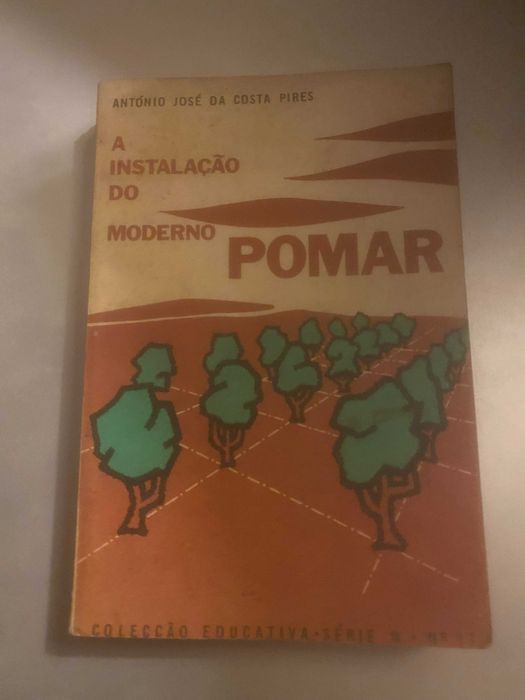 ANTÓNIO JOSÉ DA COSTA PIRES
A
INSTALAÇÃO
DO
MODERNO POMAR
COLECÇÃO EDUCATIVA · SÉRIE